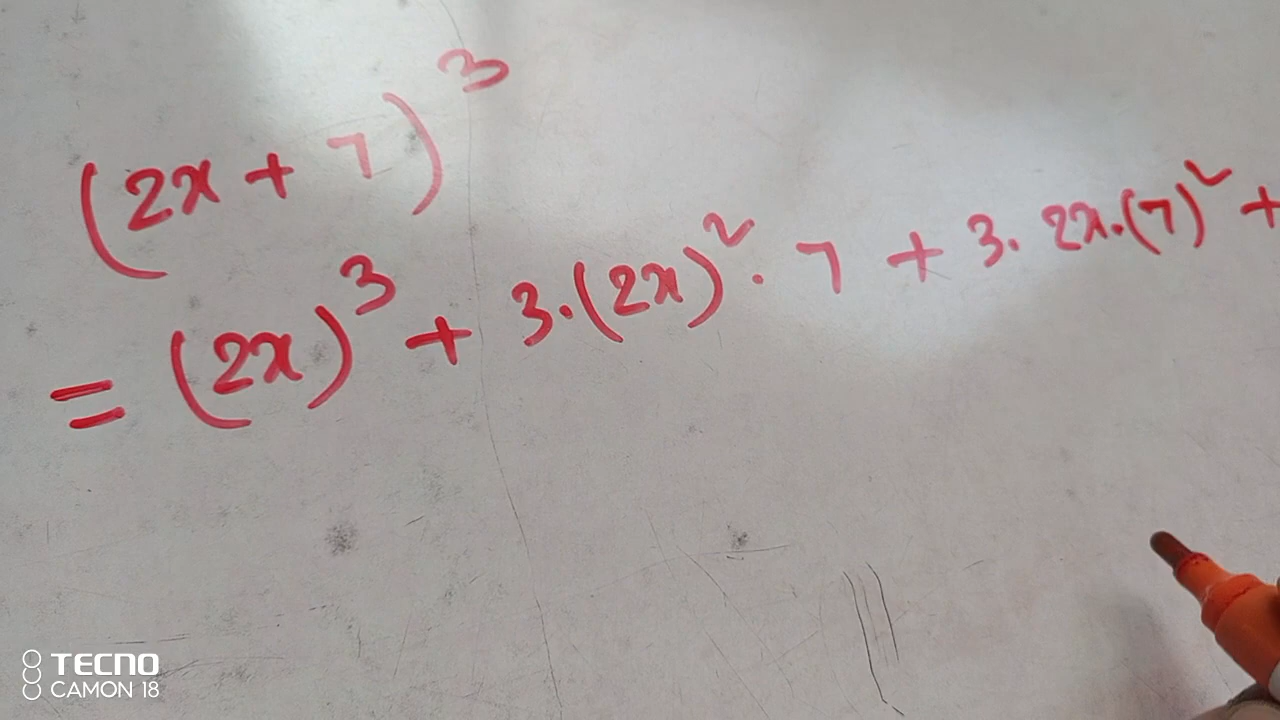 (2x + 7)³
= (2x)³ + 3·(2x)²· 7 + 3· 2x·(7)² +
TECNO
CAMON 18